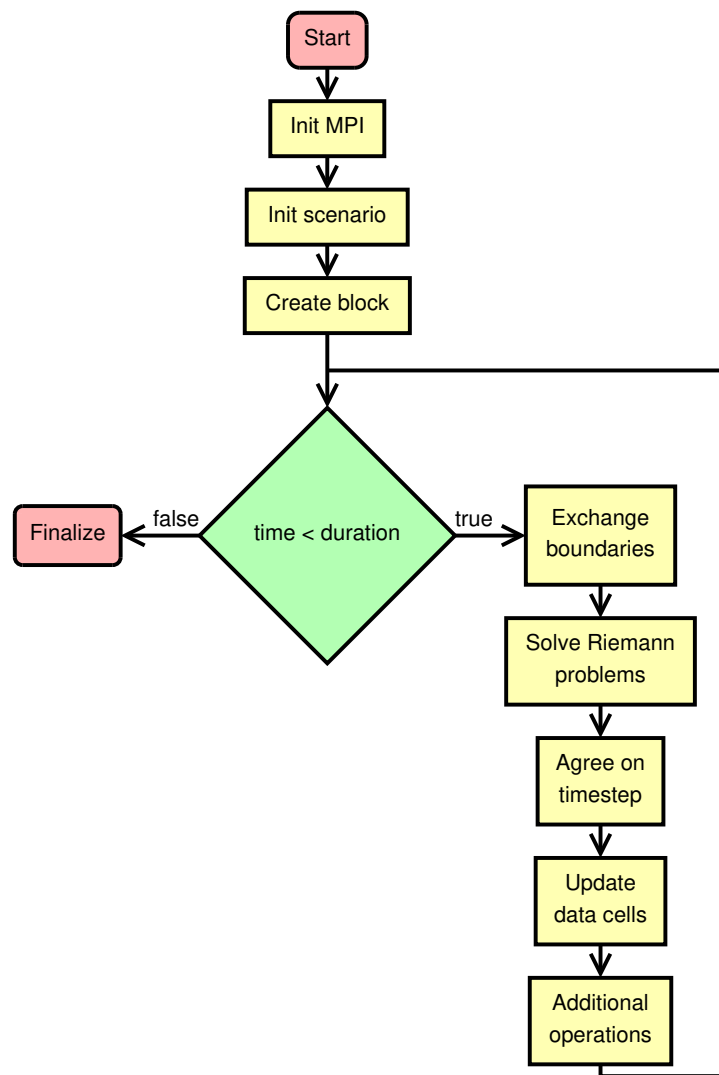 Start
Init MPI
Init scenario
Create block
false
true
Finalize
time < duration
Exchange
boundaries
Solve Riemann
problems
Agree on
timestep
Update
data cells
Additional
operations